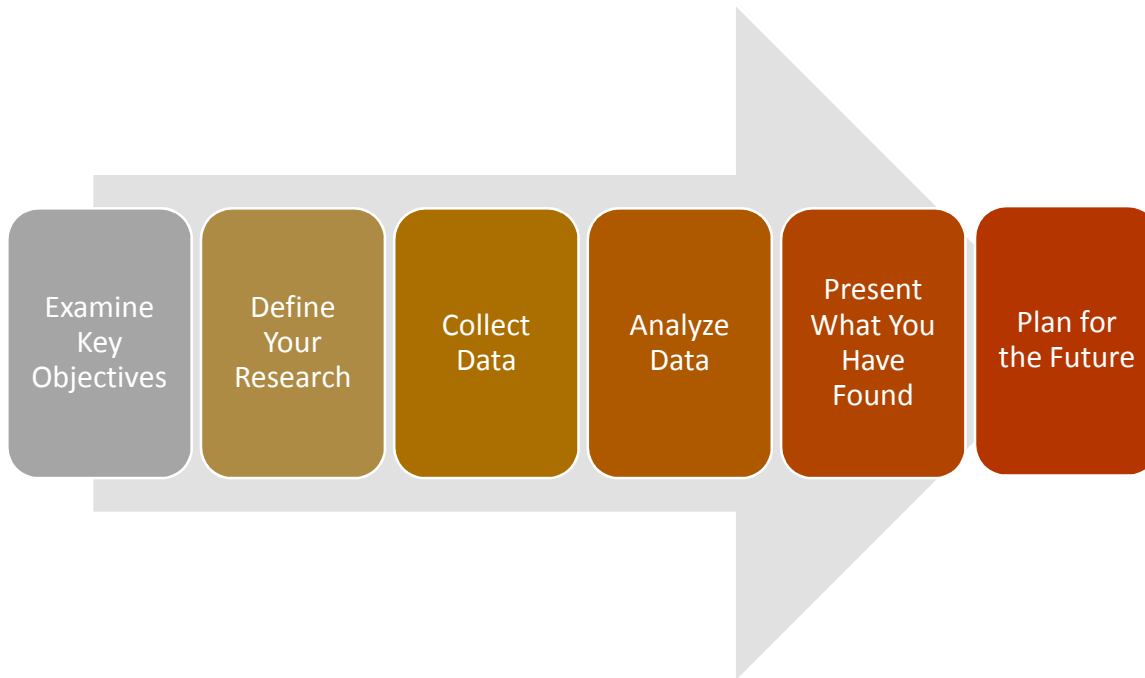 Examine
Key
Objectives
Define
Your
Research
Collect
Data
Analyze
Data
Present
What You
Have
Found
Plan for
the Future